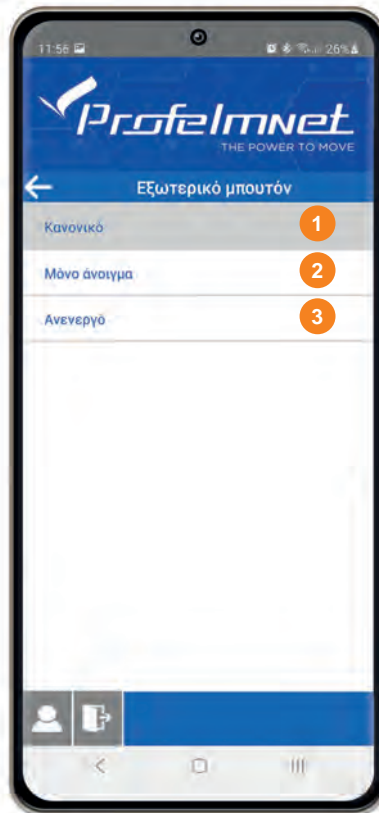 11:56
26%
Profelmnet
THE POWER TO MOVE
Εξωτερικό μπουτόν
Κανονικό 1
Μόνο άνοιγμα 2
Ανενεργό 3